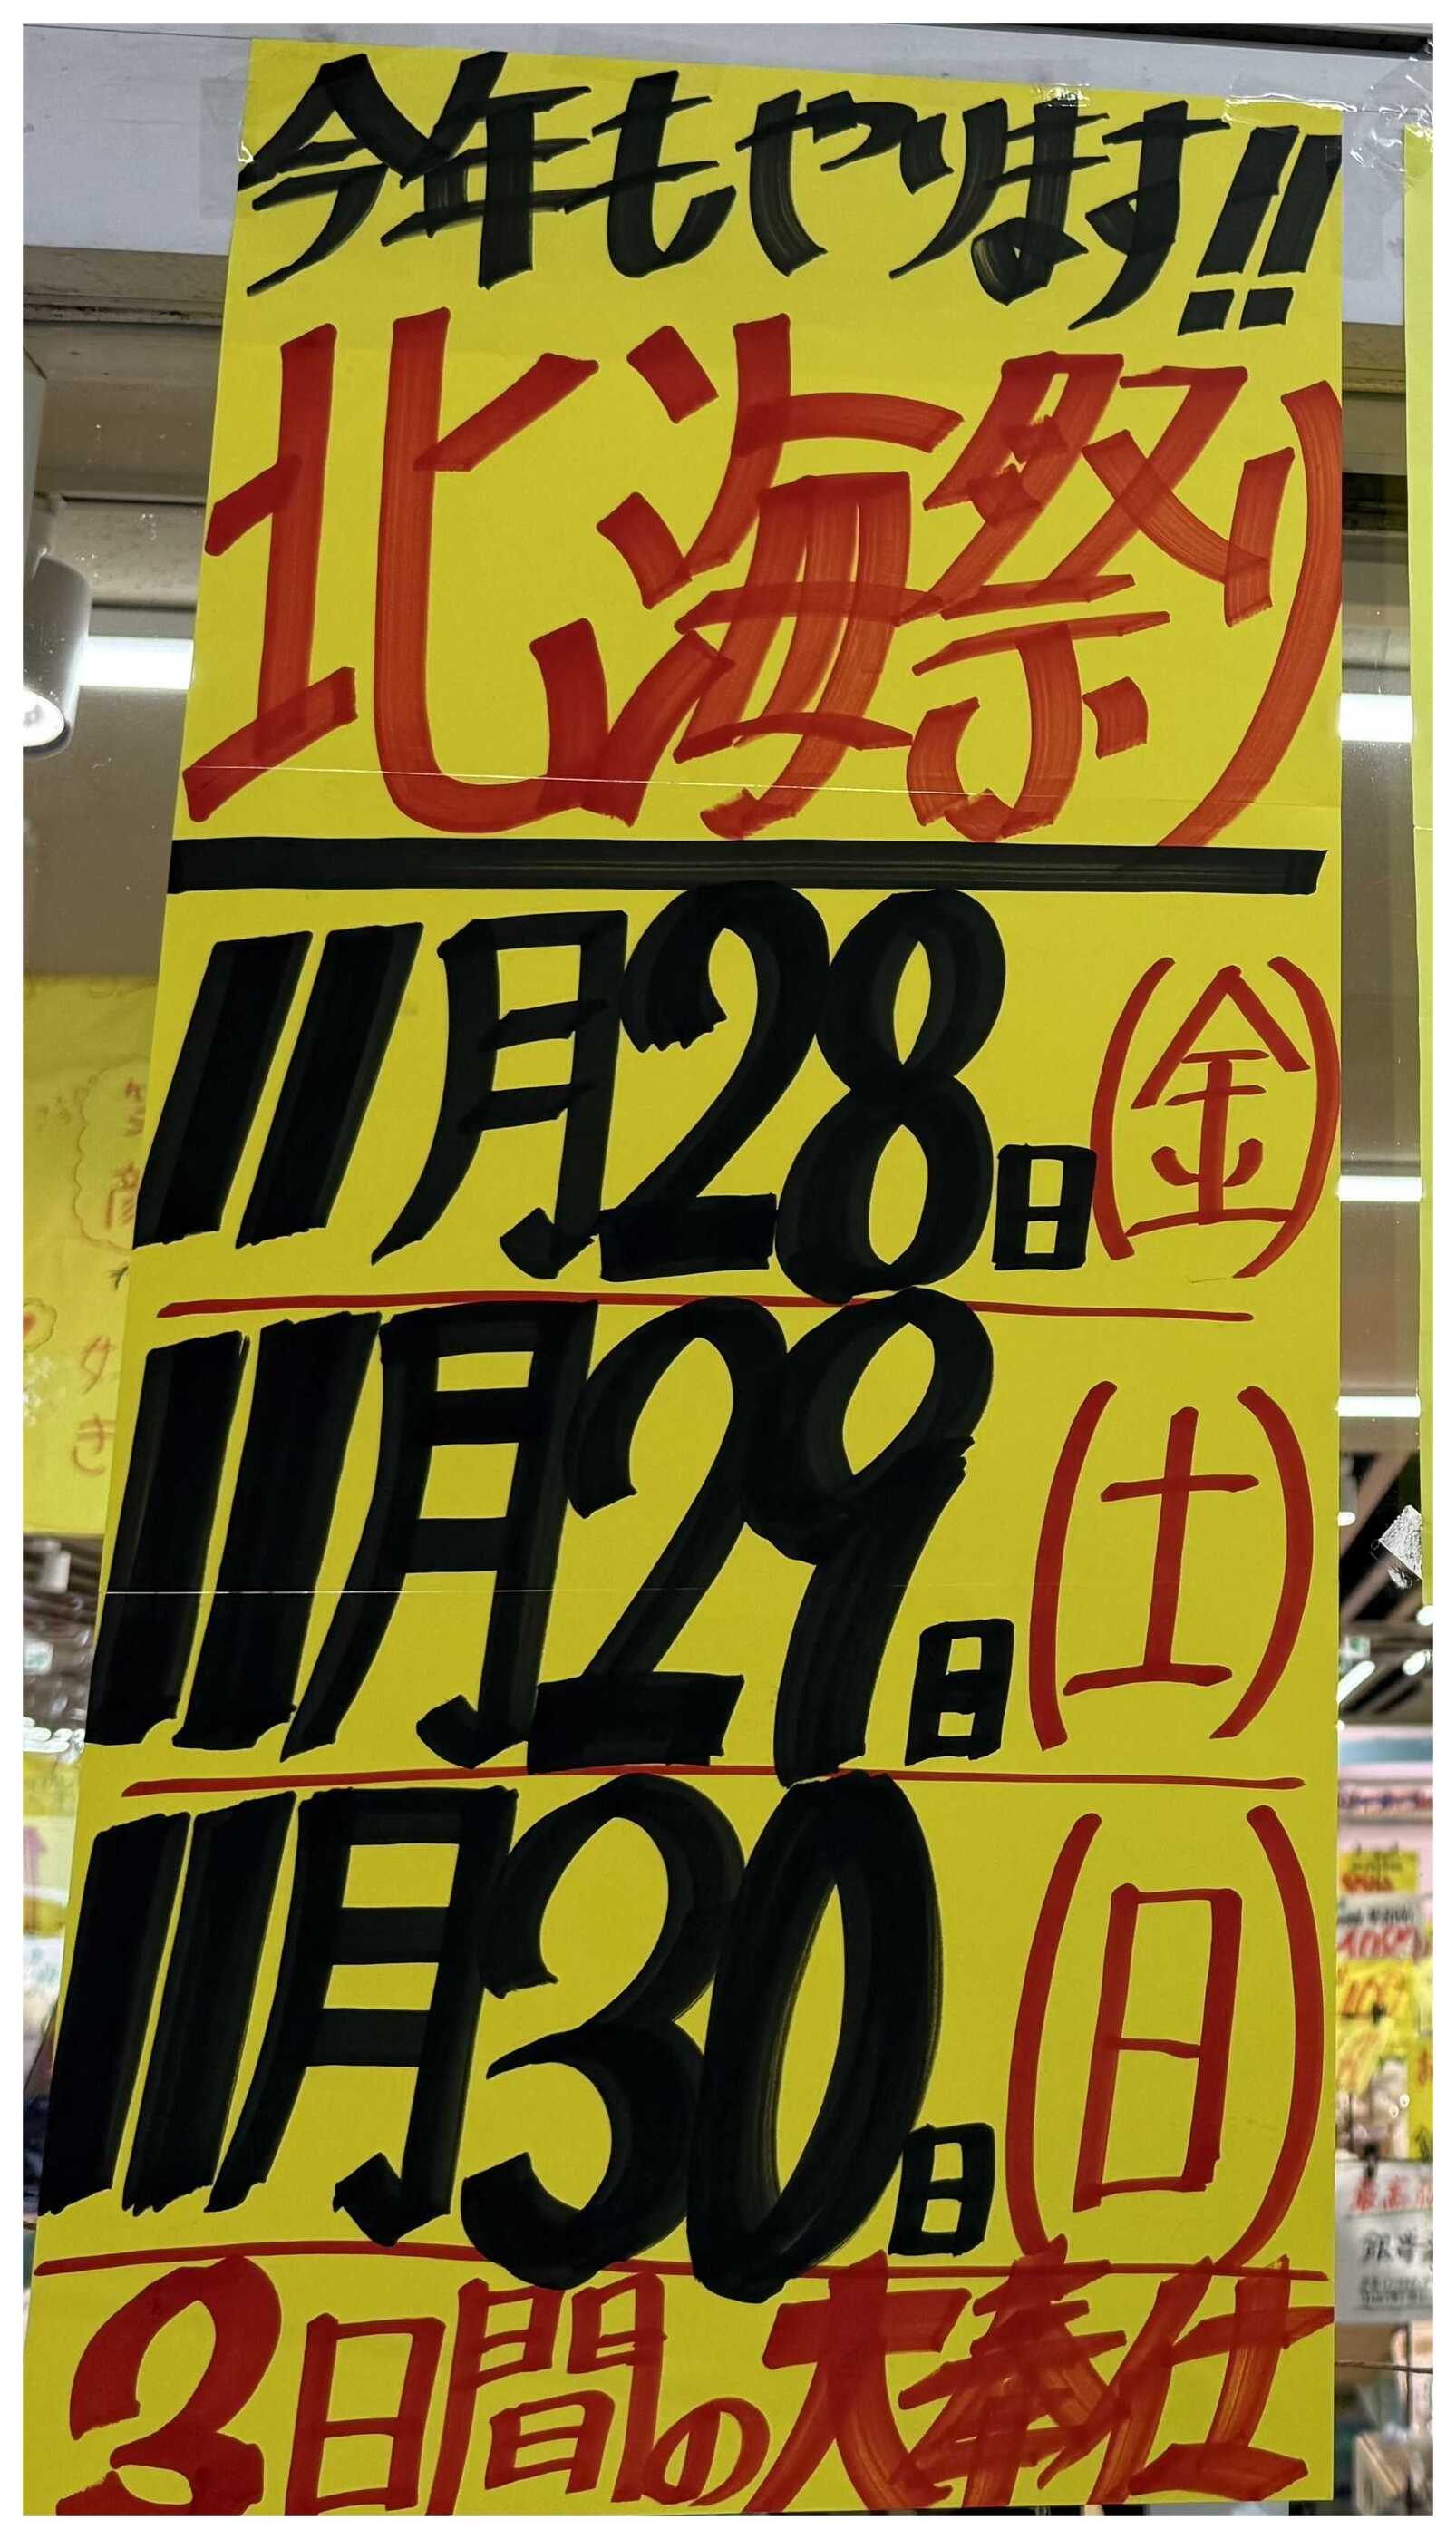 今年もやります!!
北海祭り
11月28日(金)
11月29日(土)
11月30日(日)
3日間の大奉仕